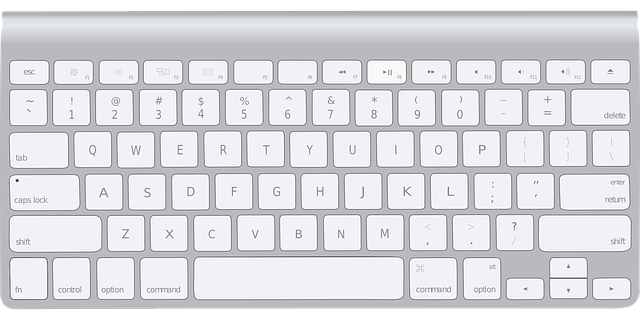 esc F1 F2 F3 F4 F5 F6 F7 F8 F9 F10 F11 F12
~ ! @ # $ % ^ & * ( ) – +
` 1 2 3 4 5 6 7 8 9 0 - = delete
tab Q W E R T Y U I O P { [ } ] | \
caps lock A S D F G H J K L : ; “ ‘ enter return
shift Z X C V B N M < , > . ? / shift
fn control option command ⌘ command alt option